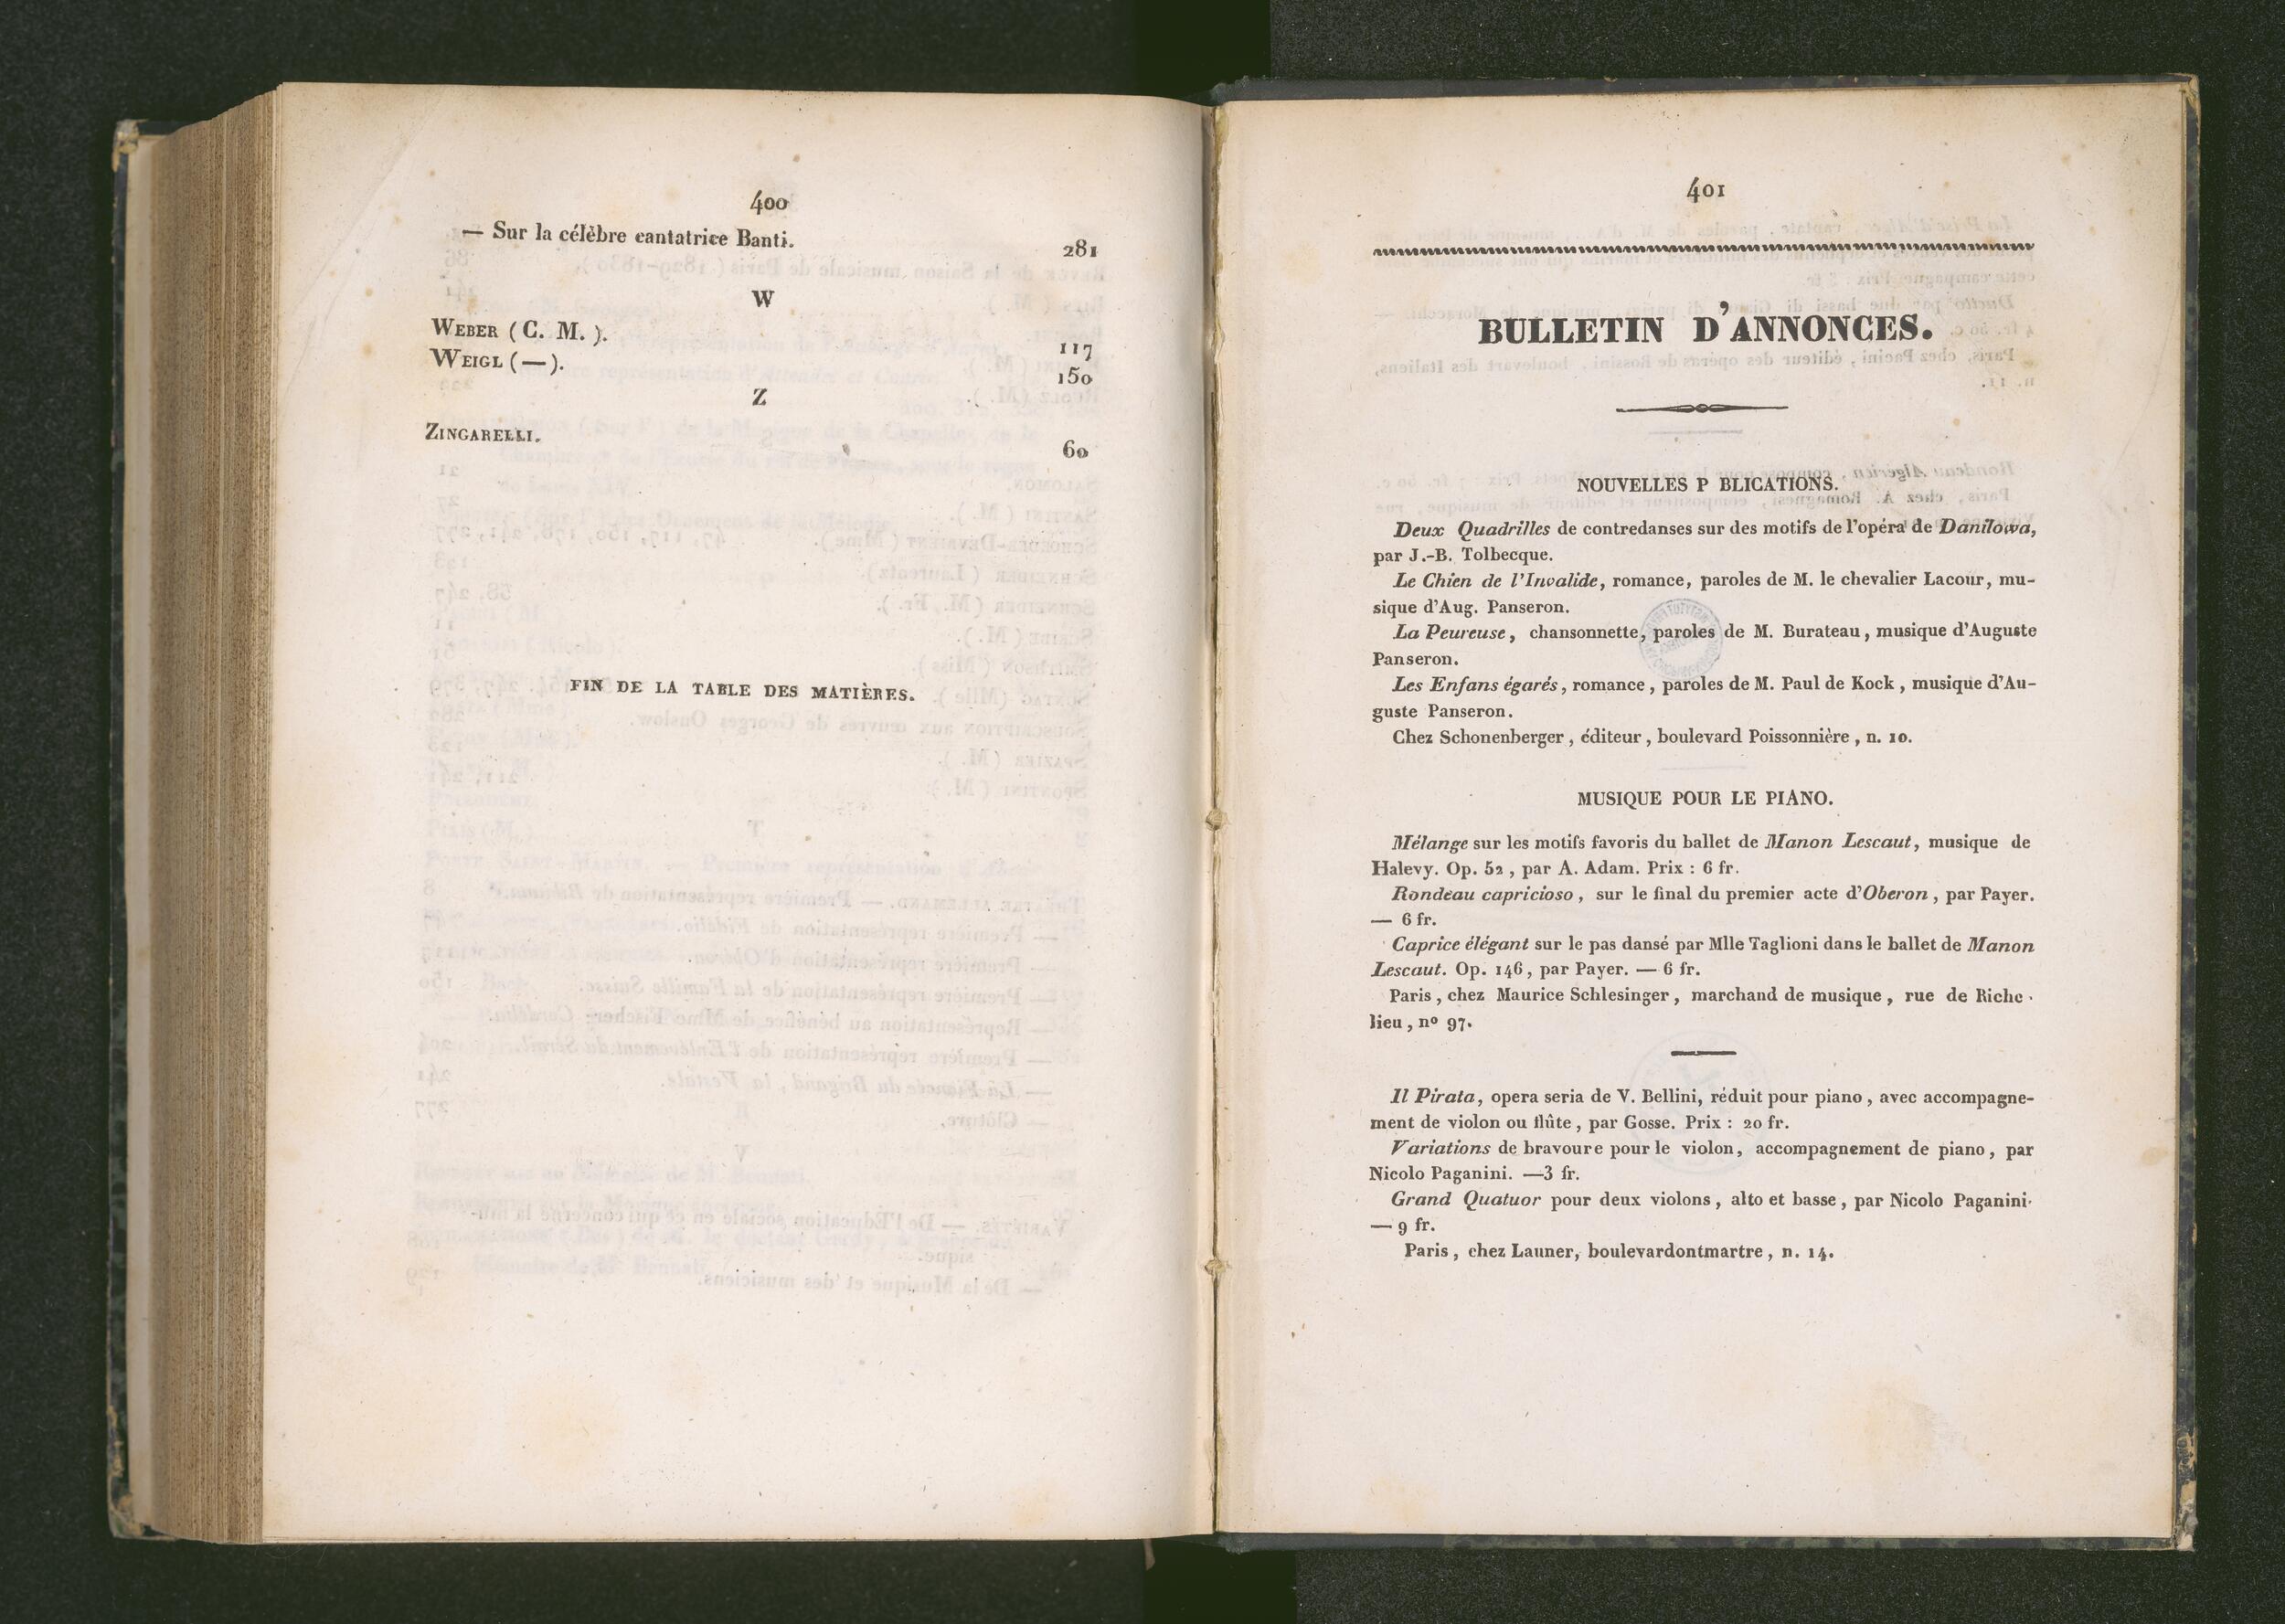 400
— Sur la célèbre cantatrice Banti. 281
W
WEBER (C. M.). 117
WEIGL (—). 150
Z
ZINGARELLI. 60
FIN DE LA TABLE DES MATIÈRES.
401
BULLETIN D'ANNONCES.
NOUVELLES P BLICATIONS.
Deux Quadrilles de contredanses sur des motifs de l'opéra de Danilowa,
par J.-B. Tolbecque.
Le Chien de l'Invalide, romance, paroles de M. le chevalier Lacour, mu-
sique d'Aug. Panseron.
La Peureuse, chansonnette, paroles de M. Burateau, musique d'Auguste
Panseron.
Les Enfans égarés, romance, paroles de M. Paul de Kock, musique d'Au-
guste Panseron.
Chez Schonenberger, éditeur, boulevard Poissonnière, n. 10.
MUSIQUE POUR LE PIANO.
Mélange sur les motifs favoris du ballet de Manon Lescaut, musique de
Halevy. Op. 52, par A. Adam. Prix : 6 fr.
Rondeau capricioso, sur le final du premier acte d'Oberon, par Payer.
— 6 fr.
Caprice élégant sur le pas dansé par Mlle Taglioni dans le ballet de Manon
Lescaut. Op. 146, par Payer. — 6 fr.
Paris, chez Maurice Schlesinger, marchand de musique, rue de Riche-
lieu, nº 97.
Il Pirata, opera seria de V. Bellini, réduit pour piano, avec accompagne-
ment de violon ou flûte, par Gosse. Prix : 20 fr.
Variations de bravoure pour le violon, accompagnement de piano, par
Nicolo Paganini. —3 fr.
Grand Quatuor pour deux violons, alto et basse, par Nicolo Paganini.
— 9 fr.
Paris, chez Launer, boulevardontmartre, n. 14.